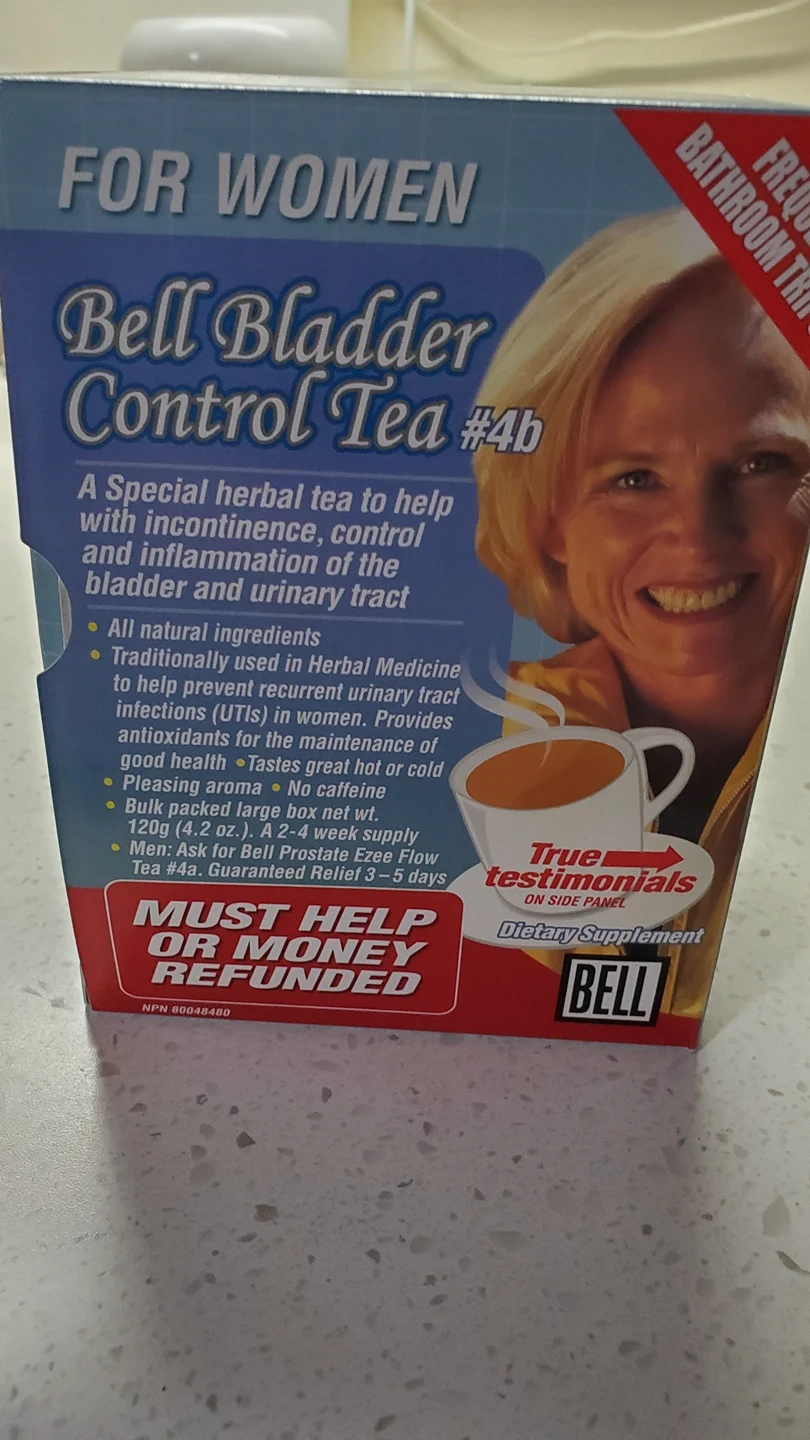 FOR WOMEN
BATHROOM
Bell Bladder
Control Tea #4b
A Special herbal tea to help
with incontinence, control
and inflammation of the
bladder and urinary tract
• All natural ingredients
• Traditionally used in Herbal Medicine
to help prevent recurrent urinary tract
infections (UTIs) in women. Provides
antioxidants for the maintenance of
good health • Tastes great hot or cold
• Pleasing aroma • No caffeine
• Bulk packed large box net wt.
120g (4.2 oz.). A 2-4 week supply
• Men: Ask for Bell Prostate Ezee Flow
Tea #4a. Guaranteed Relief 3–5 days
True
testimonials
ON SIDE PANEL
Dietary Supplement
MUST HELP
OR MONEY
REFUNDED
BELL
NPN 80048480